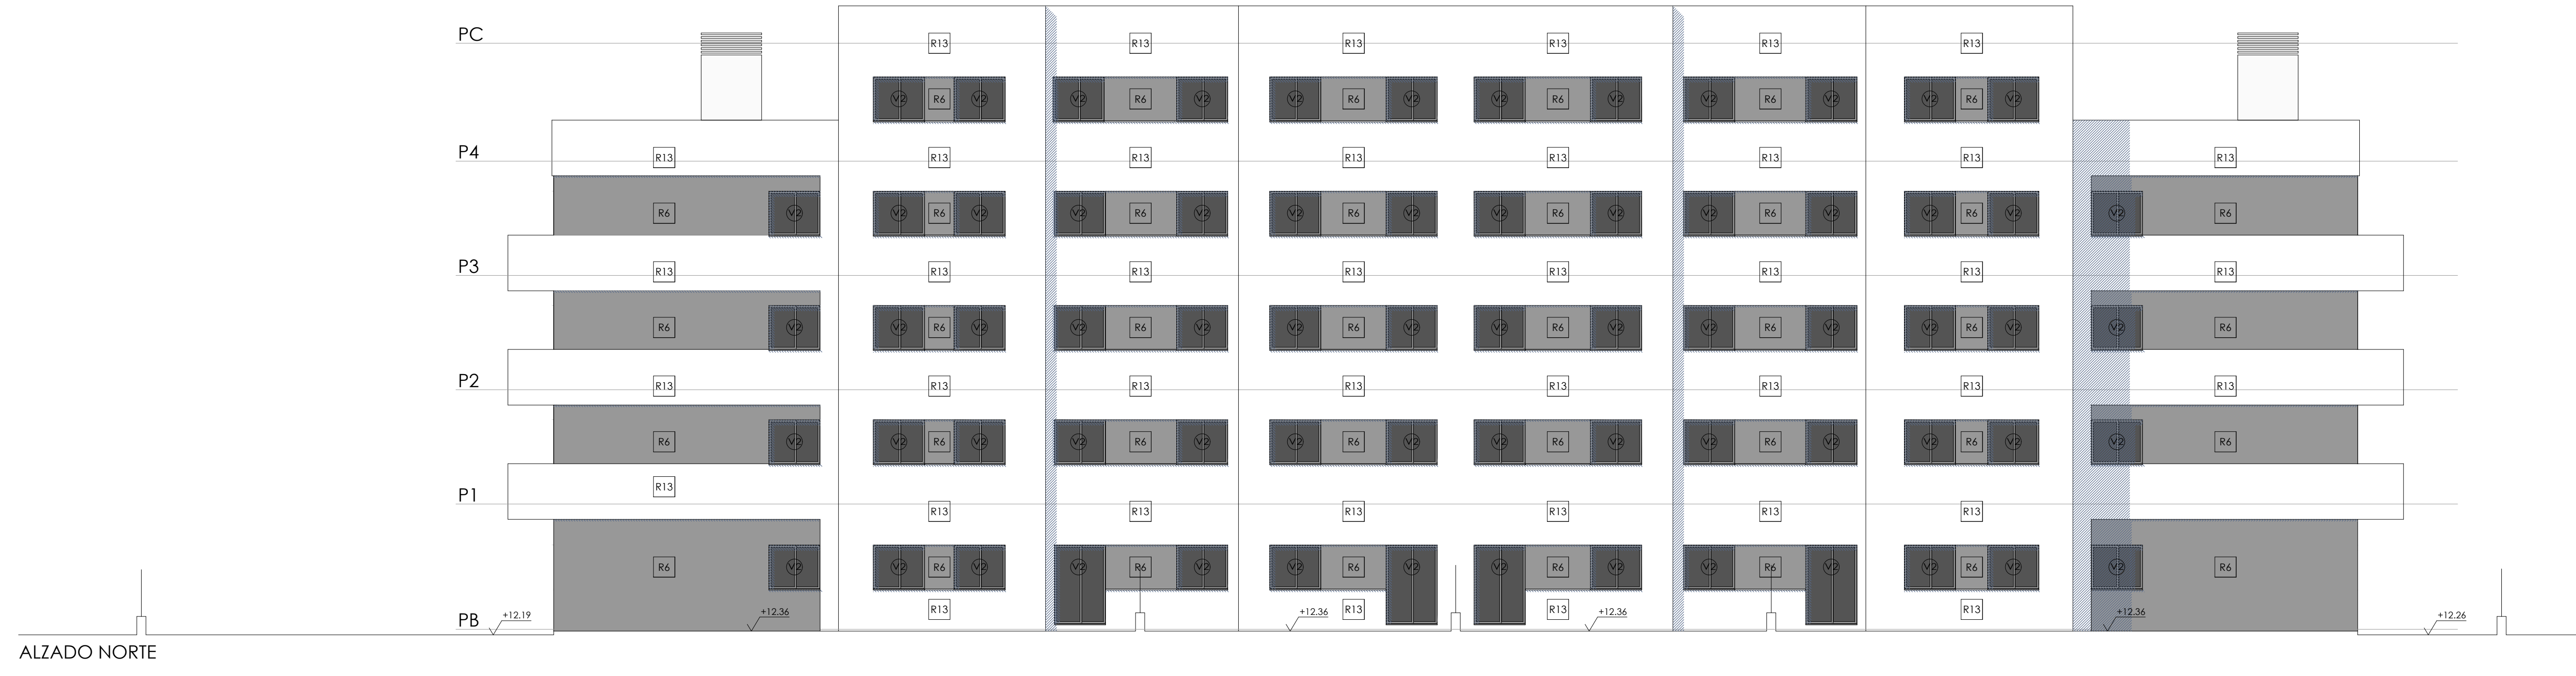 PC
R13 R13 R13 R13 R13 R13
V2 R6 V2 V2 R6 V2 V2 R6 V2 V2 R6 V2 V2 R6 V2 V2 R6 V2
P4
R13 R13 R13 R13 R13 R13 R13 R13
R6 V2 V2 R6 V2 V2 R6 V2 V2 R6 V2 V2 R6 V2 V2 R6 V2 V2 R6 V2 V2 R6
P3
R13 R13 R13 R13 R13 R13 R13 R13
R6 V2 V2 R6 V2 V2 R6 V2 V2 R6 V2 V2 R6 V2 V2 R6 V2 V2 R6 V2 V2 R6
P2
R13 R13 R13 R13 R13 R13 R13 R13
R6 V2 V2 R6 V2 V2 R6 V2 V2 R6 V2 V2 R6 V2 V2 R6 V2 V2 R6 V2 V2 R6
R13
P1
R13 R13 R13 R13 R13 R13
R6 V2 V2 R6 V2 V2 R6 V2 V2 R6 V2 V2 R6 V2 V2 R6 V2 V2 R6 V2 V2 R6
R13 R13 R13 R13
PB
+12.19 +12.36 +12.36 +12.36 +12.36 +12.26
ALZADO NORTE